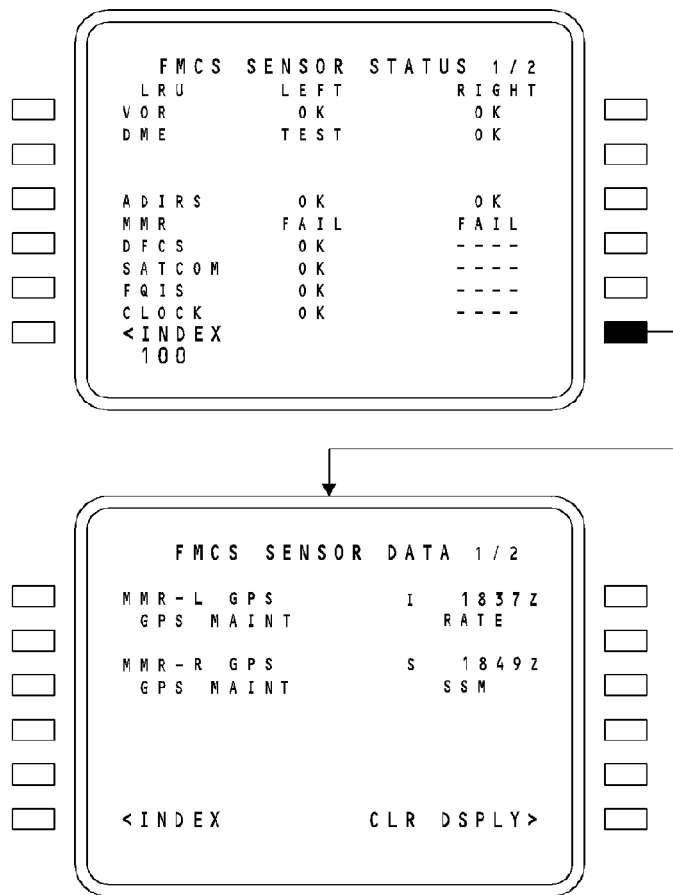 FMCS SENSOR STATUS 1/2
LRU LEFT RIGHT
VOR OK OK
DME TEST OK
ADIRS OK OK
MMR FAIL FAIL
DFCS OK ----
SATCOM OK ----
FQIS OK ----
CLOCK OK ----
<INDEX
100
FMCS SENSOR DATA 1/2
MMR-L GPS I 1837Z
GPS MAINT RATE
MMR-R GPS S 1849Z
GPS MAINT SSM
<INDEX CLR DSPLY>